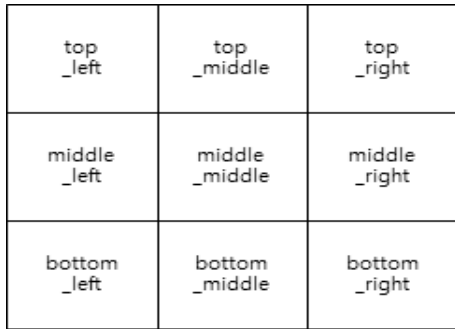 top
_left
top
_middle
top
_right
middle
_left
middle
_middle
middle
_right
bottom
_left
bottom
_middle
bottom
_right